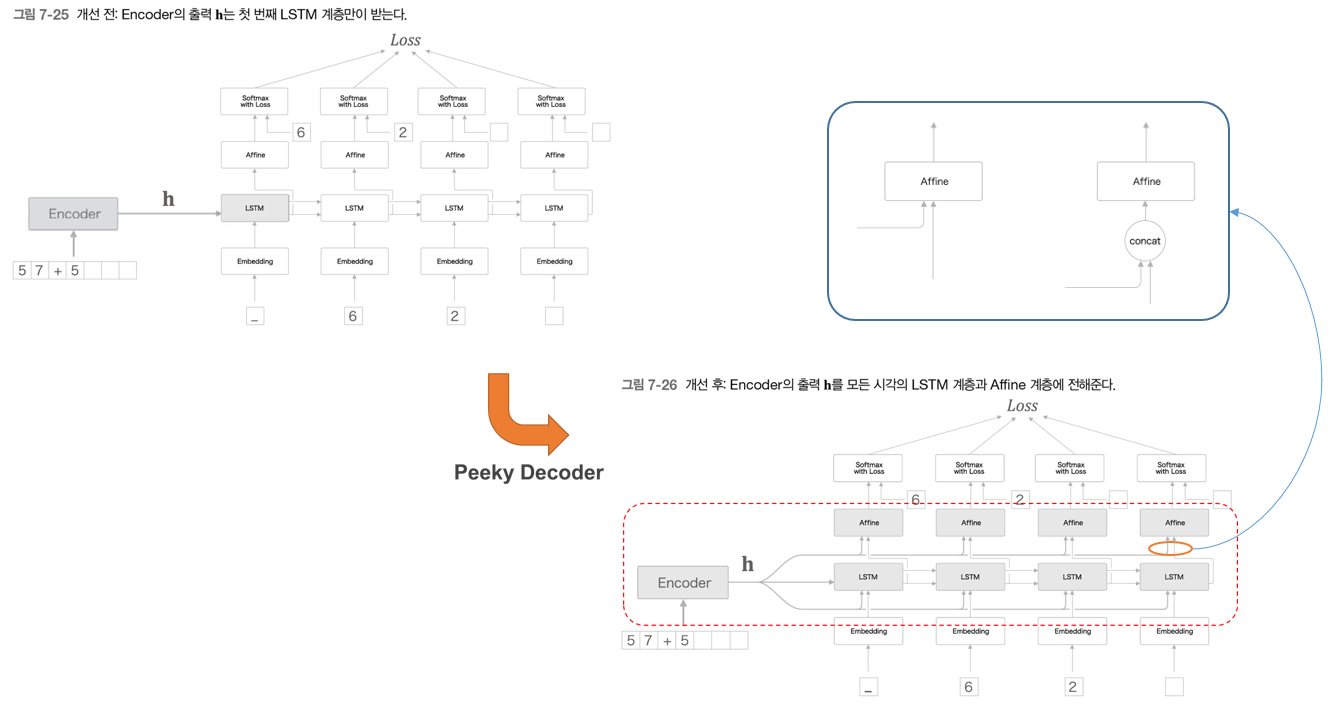 그림 7-25 개선 전: Encoder의 출력 h는 첫 번째 LSTM 계층만이 받는다.
Loss
Softmax with Loss
Softmax with Loss
Softmax with Loss
Softmax with Loss
6
2
Affine
Affine
Affine
Affine
h
Encoder
LSTM
LSTM
LSTM
LSTM
5 7 + 5
Embedding
Embedding
Embedding
Embedding
_
6
2
Affine
Affine
concat
Peeky Decoder
그림 7-26 개선 후: Encoder의 출력 h를 모든 시각의 LSTM 계층과 Affine 계층에 전해준다.
Loss
Softmax with Loss
Softmax with Loss
Softmax with Loss
Softmax with Loss
6
2
Affine
Affine
Affine
Affine
h
Encoder
LSTM
LSTM
LSTM
LSTM
5 7 + 5
Embedding
Embedding
Embedding
Embedding
_
6
2